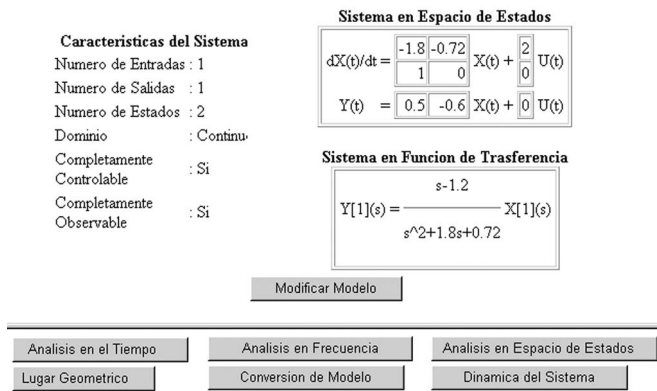 Caracteristicas del Sistema
Numero de Entradas : 1
Numero de Salidas : 1
Numero de Estados : 2
Dominio : Continu
Completamente
Controlable : Si
Completamente
Observable : Si
Sistema en Espacio de Estados
dX(t)/dt = -1.8 -0.72 X(t) + 2 U(t)
1 0 0
Y(t) = 0.5 -0.6 X(t) + 0 U(t)
Sistema en Funcion de Trasferencia
s-1.2
Y[1](s) = X[1](s)
s^2+1.8s+0.72
Modificar Modelo
Analisis en el Tiempo
Analisis en Frecuencia
Analisis en Espacio de Estados
Lugar Geometrico
Conversion de Modelo
Dinamica del Sistema